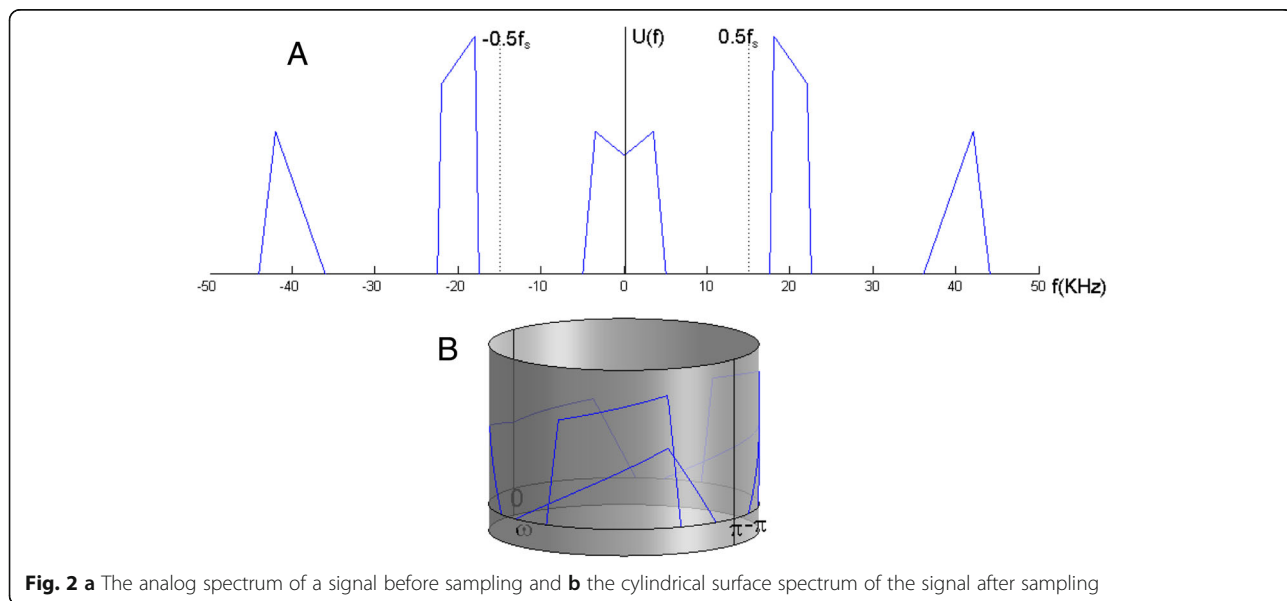 A
-0.5fₛ
U(f)
0.5fₛ
-50 -40 -30 -20 -10 0 10 20 30 40 50 f(KHz)
B
0
ω
π -π
Fig. 2 a The analog spectrum of a signal before sampling and b the cylindrical surface spectrum of the signal after sampling